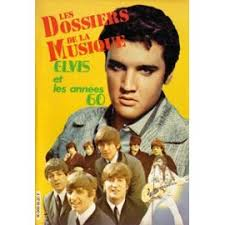 LES
DOSSIERS
DE LA
MUSIQUE
ELVIS
et
les années
60